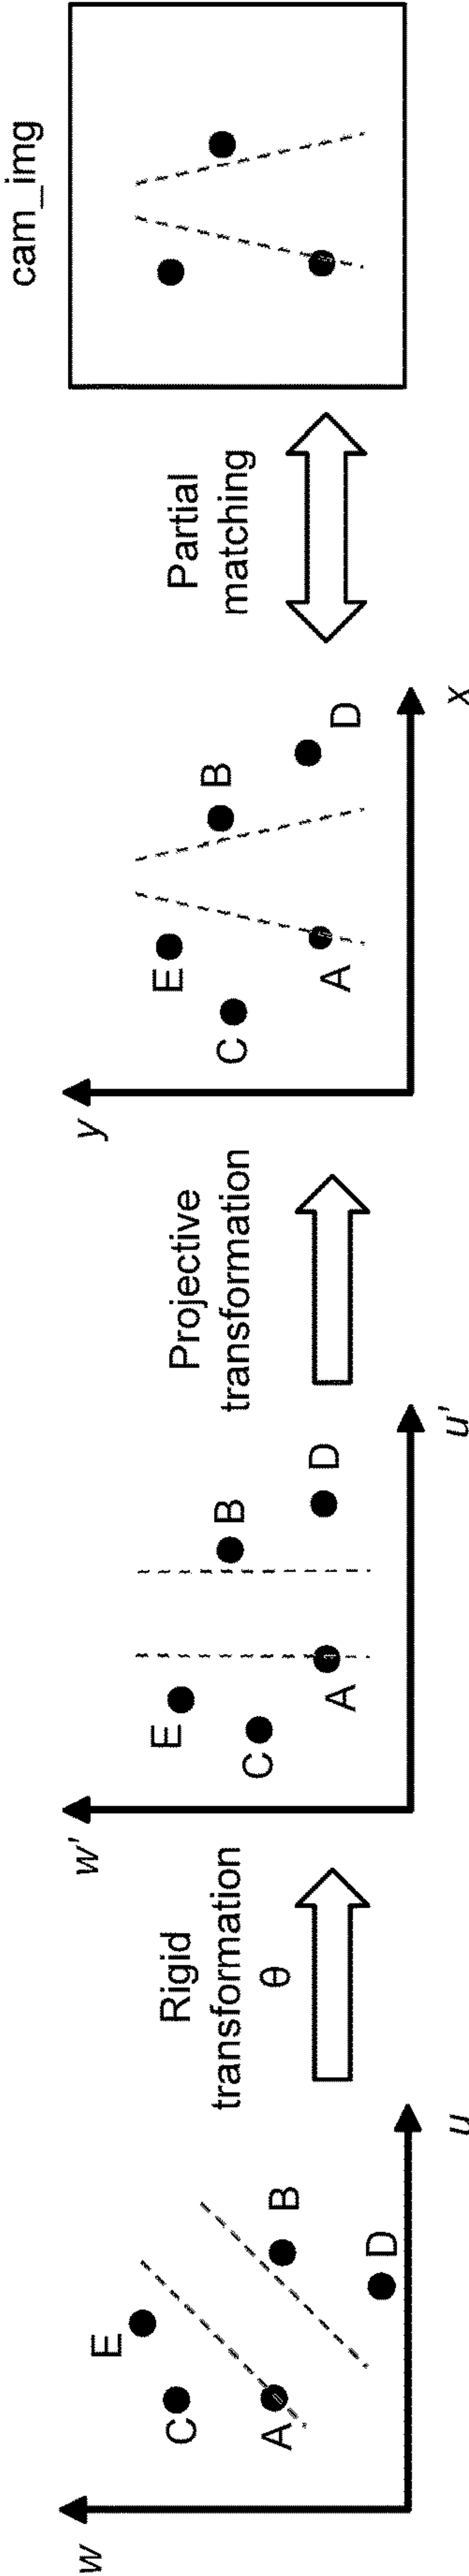 w
E
C
A
B
D
u
Rigid
transformation
θ
w'
E
C
A
B
D
u'
Projective
transformation
y
E
C
A
B
D
x
Partial
matching
cam_img